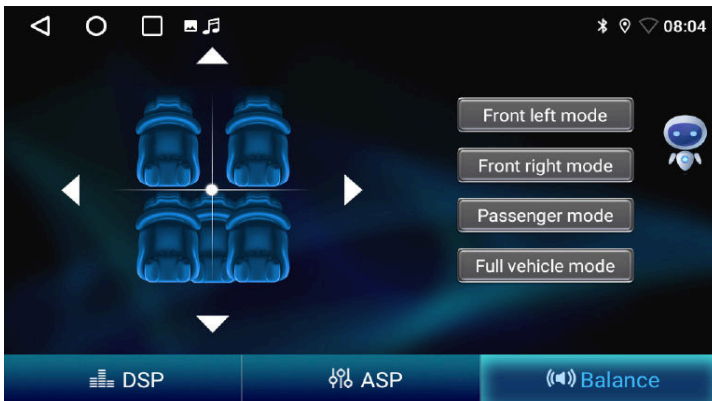 08:04
Front left mode
Front right mode
Passenger mode
Full vehicle mode
DSP
ASP
Balance